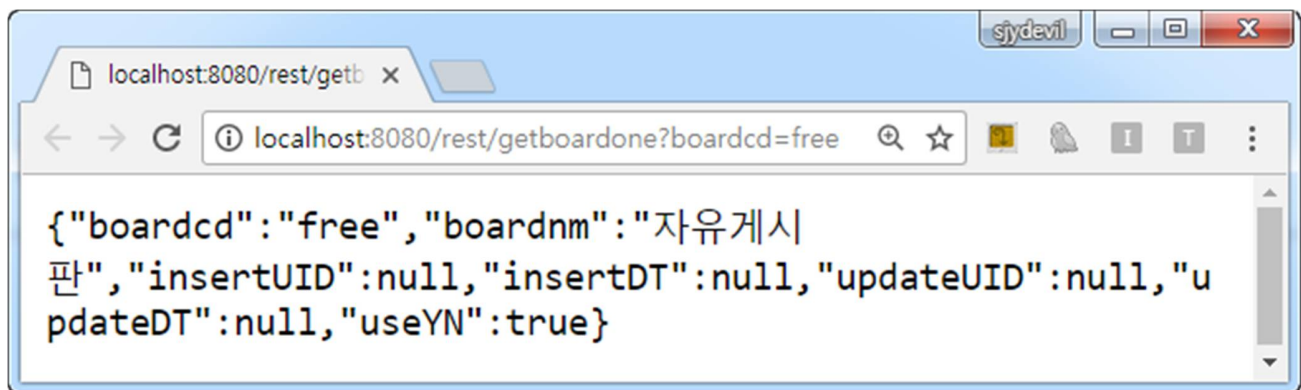 sjydevil
localhost:8080/rest/getb
localhost:8080/rest/getboardone?boardcd=free
I T
{"boardcd":"free","boardnm":"자유게시
판","insertUID":null,"insertDT":null,"updateUID":null,"u
pdateDT":null,"useYN":true}